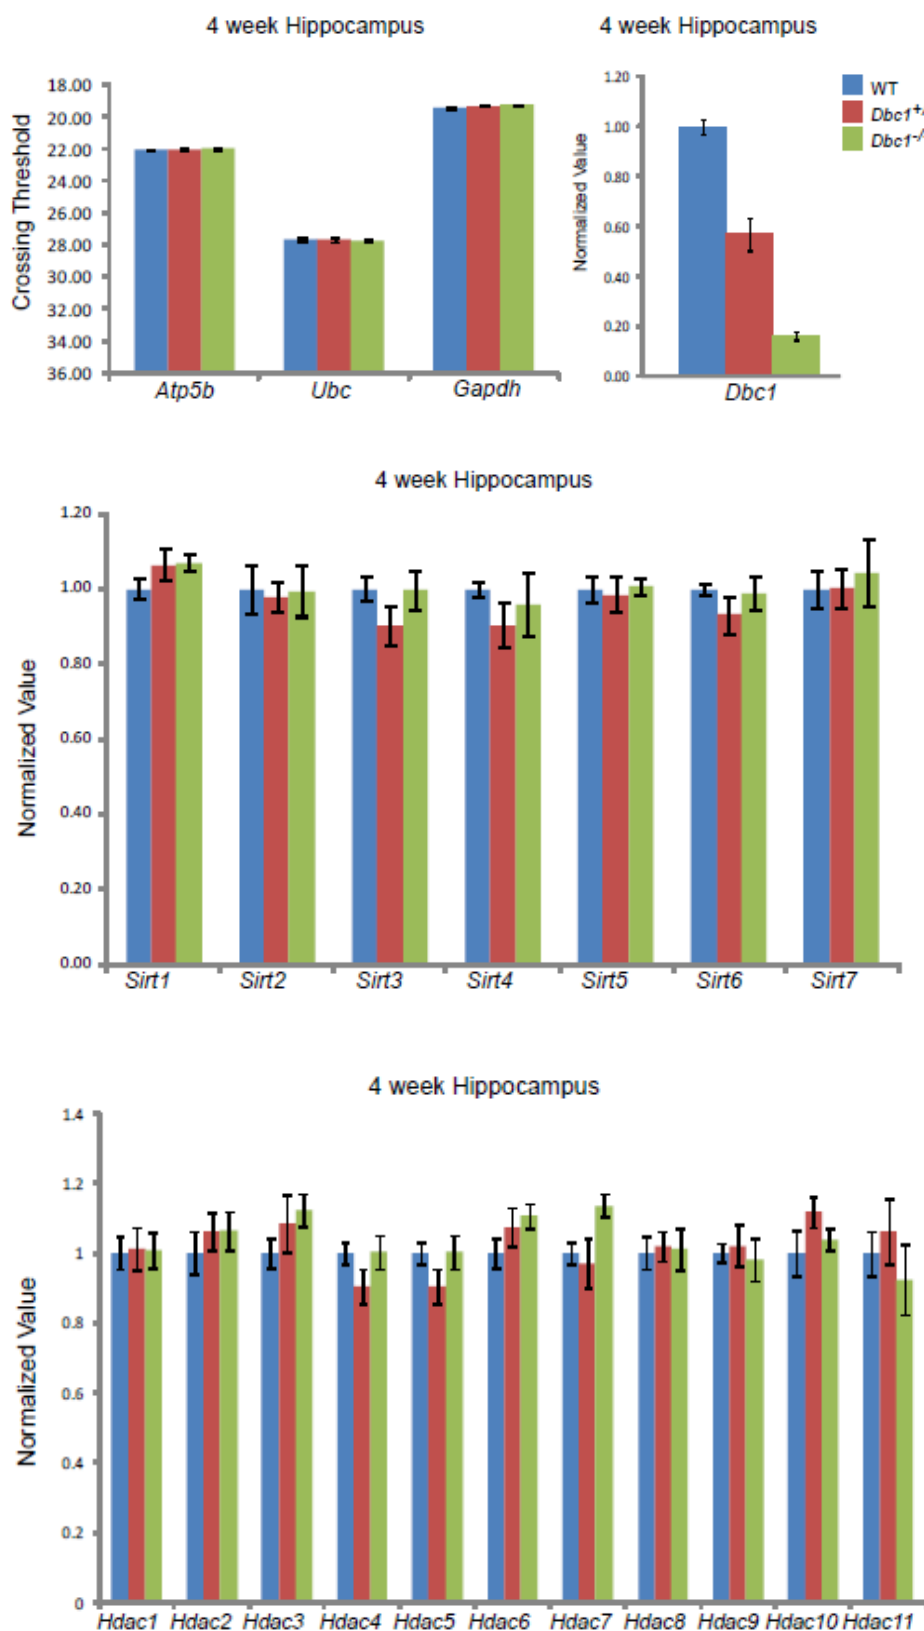 4 week Hippocampus
4 week Hippocampus
Crossing Threshold
18.00
20.00
22.00
24.00
26.00
28.00
30.00
32.00
34.00
36.00
Atp5b Ubc Gapdh
Normalized Value
1.20
1.00
0.80
0.60
0.40
0.20
0.00
Dbc1
WT
Dbc1+/
Dbc1-/
4 week Hippocampus
Normalized Value
1.20
1.00
0.80
0.60
0.40
0.20
0.00
Sirt1 Sirt2 Sirt3 Sirt4 Sirt5 Sirt6 Sirt7
4 week Hippocampus
Normalized Value
1.4
1.2
1
0.8
0.6
0.4
0.2
0
Hdac1 Hdac2 Hdac3 Hdac4 Hdac5 Hdac6 Hdac7 Hdac8 Hdac9 Hdac10 Hdac11